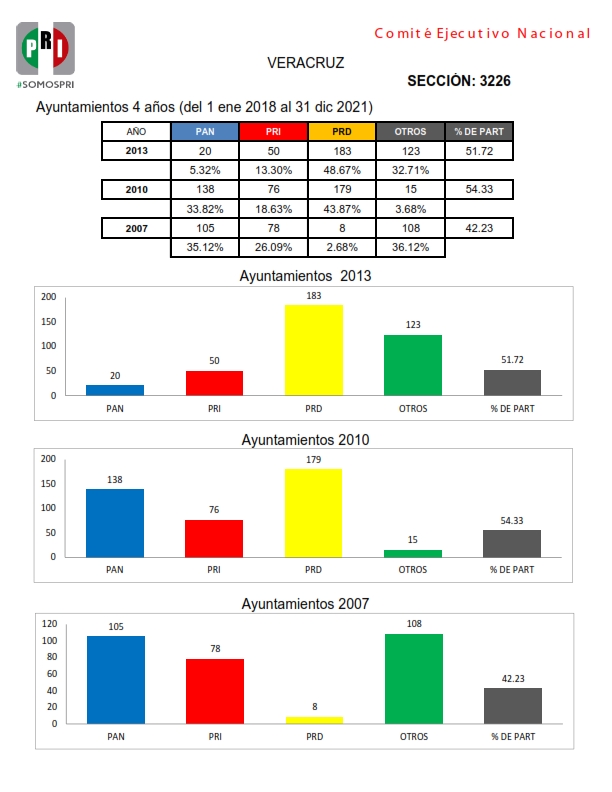 Comité Ejecutivo Nacional
PRI
#SOMOSPRI
VERACRUZ
SECCIÓN: 3226
Ayuntamientos 4 años (del 1 ene 2018 al 31 dic 2021)
AÑO PAN PRI PRD OTROS % DE PART
2013 20 50 183 123 51.72
5.32% 13.30% 48.67% 32.71%
2010 138 76 179 15 54.33
33.82% 18.63% 43.87% 3.68%
2007 105 78 8 108 42.23
35.12% 26.09% 2.68% 36.12%
Ayuntamientos 2013
200
150
100
50
0
20 50 183 123 51.72
PAN PRI PRD OTROS % DE PART
Ayuntamientos 2010
200
150
100
50
0
138 76 179 15 54.33
PAN PRI PRD OTROS % DE PART
Ayuntamientos 2007
120
100
80
60
40
20
0
105 78 8 108 42.23
PAN PRI PRD OTROS % DE PART